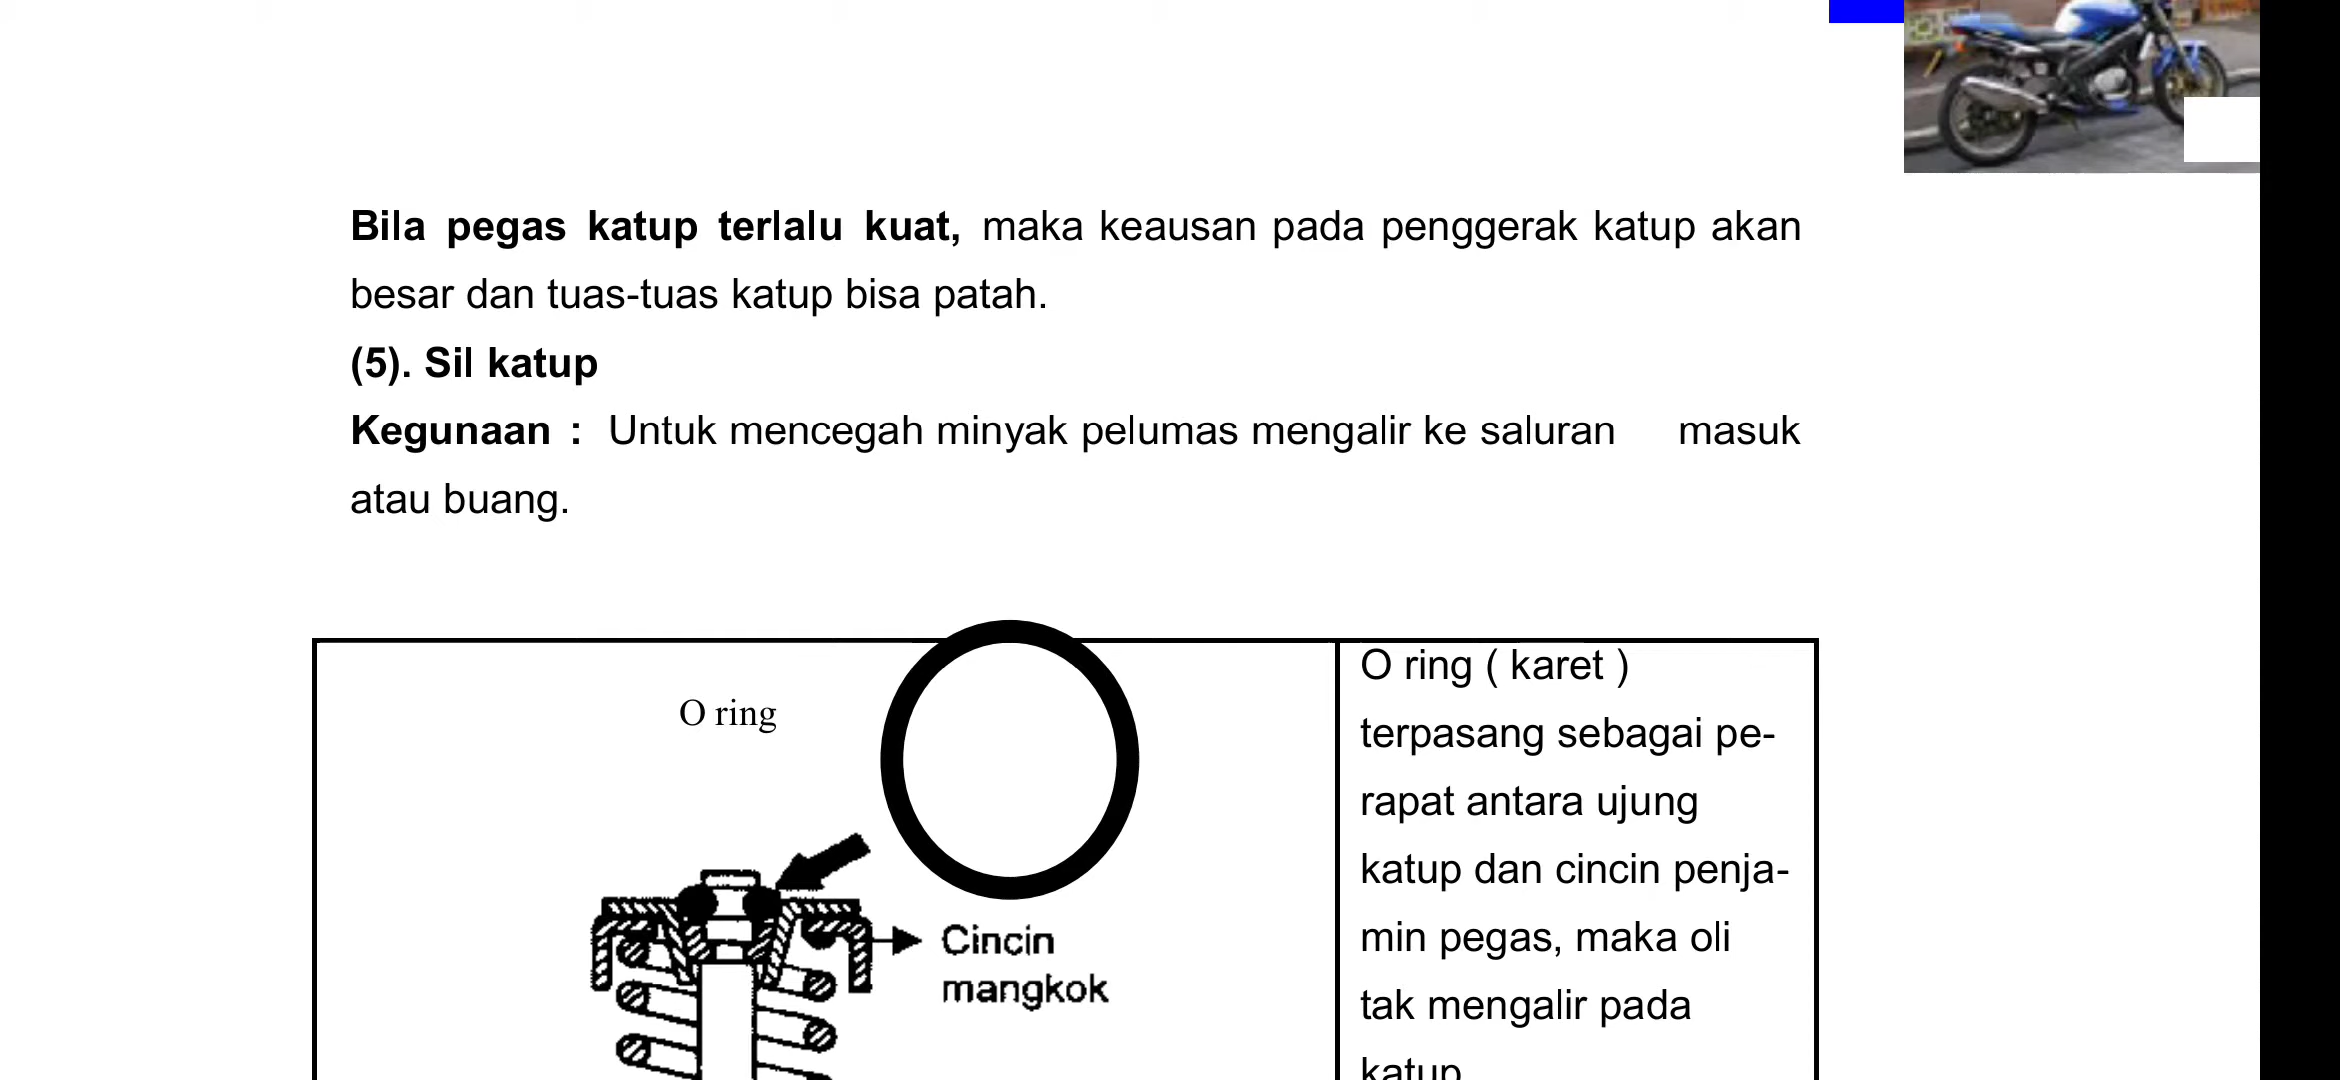 Bila pegas katup terlalu kuat, maka keausan pada penggerak katup akan
besar dan tuas-tuas katup bisa patah.
(5). Sil katup
Kegunaan : Untuk mencegah minyak pelumas mengalir ke saluran masuk
atau buang.
O ring
Cincin
mangkok
O ring ( karet )
terpasang sebagai pe-
rapat antara ujung
katup dan cincin penja-
min pegas, maka oli
tak mengalir pada
katup